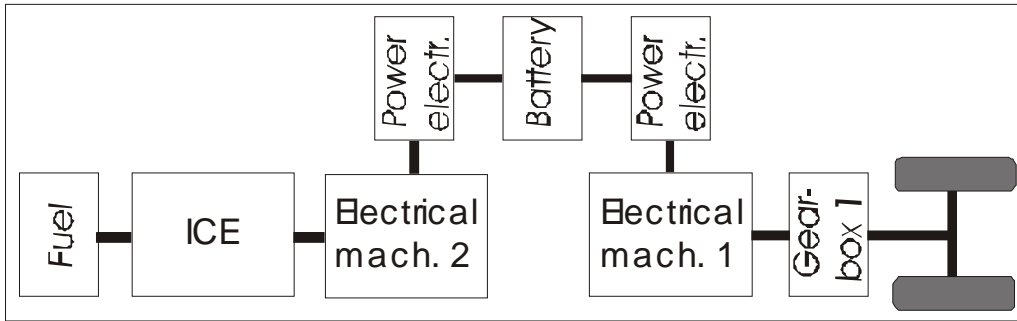 Power
electr.
Battery
Power
electr.
Fuel
ICE
Electrical
mach. 2
Electrical
mach. 1
Gear-
box 1